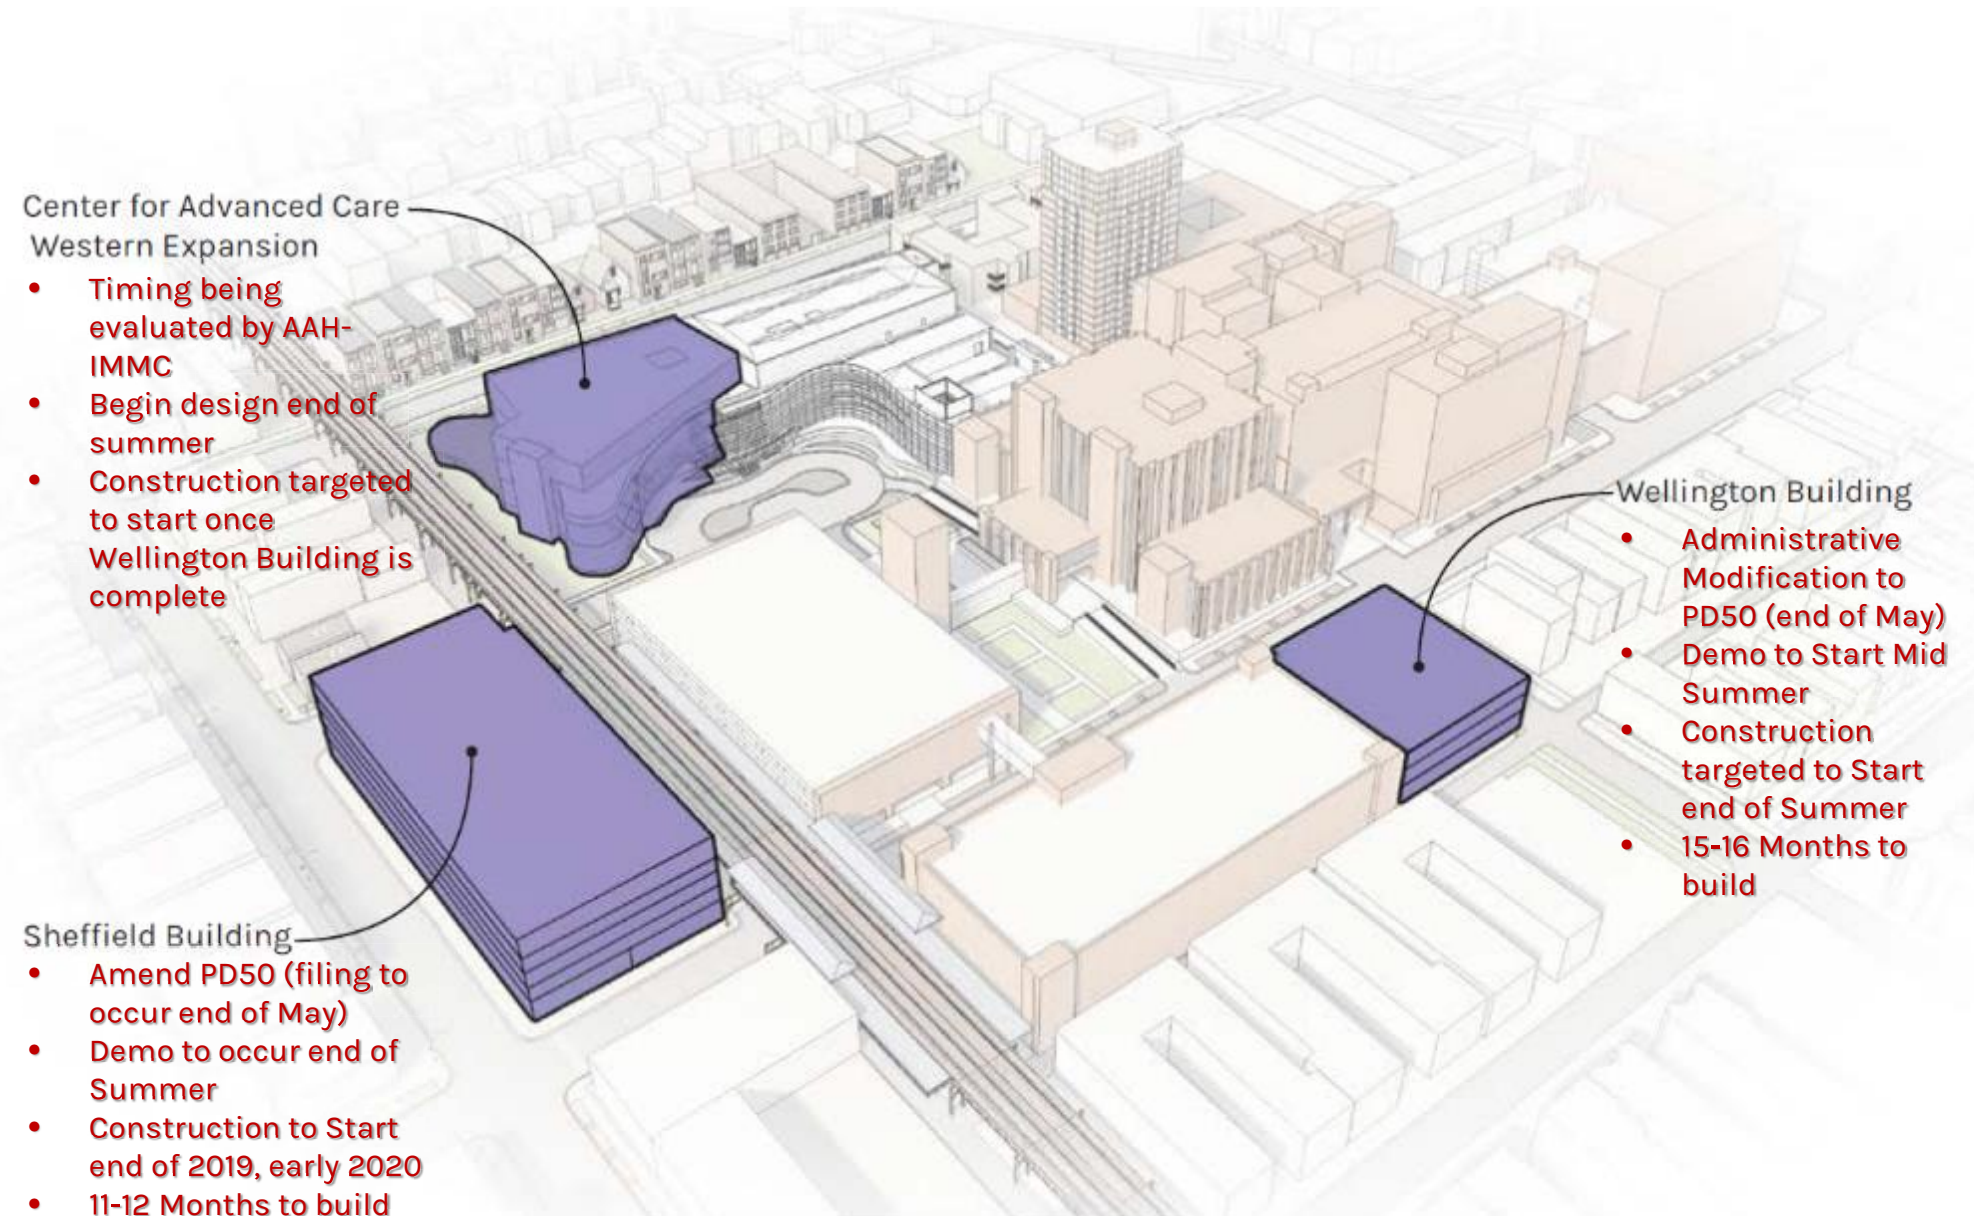 Center for Advanced Care
Western Expansion
• Timing being
evaluated by AAH-
IMMC
• Begin design end of
summer
• Construction targeted
to start once
Wellington Building is
complete
Wellington Building
• Administrative
Modification to
PD50 (end of May)
• Demo to Start Mid
Summer
• Construction
targeted to Start
end of Summer
• 15-16 Months to
build
Sheffield Building
• Amend PD50 (filing to
occur end of May)
• Demo to occur end of
Summer
• Construction to Start
end of 2019, early 2020
• 11-12 Months to build